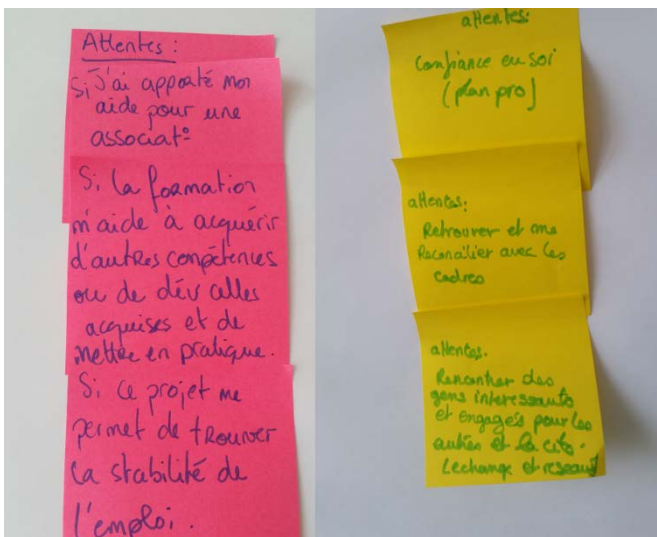 Attentes :
Si J'ai apporté mon
aide pour une
associat°
Si la formation
m'aide à acquérir
d'autres compétences
ou de dév celles
acquises et de
mettre en pratique.
Si ce projet me
permet de trouver
la stabilité de
l'emploi.
attentes:
Confiance en soi
(plan pro)
attentes:
Retrouver et me
Reconcilier avec les
cadres
attentes.
Rencontrer des
gens interessants
et engagés pour les
autres et la cité.
L'echange et reseau